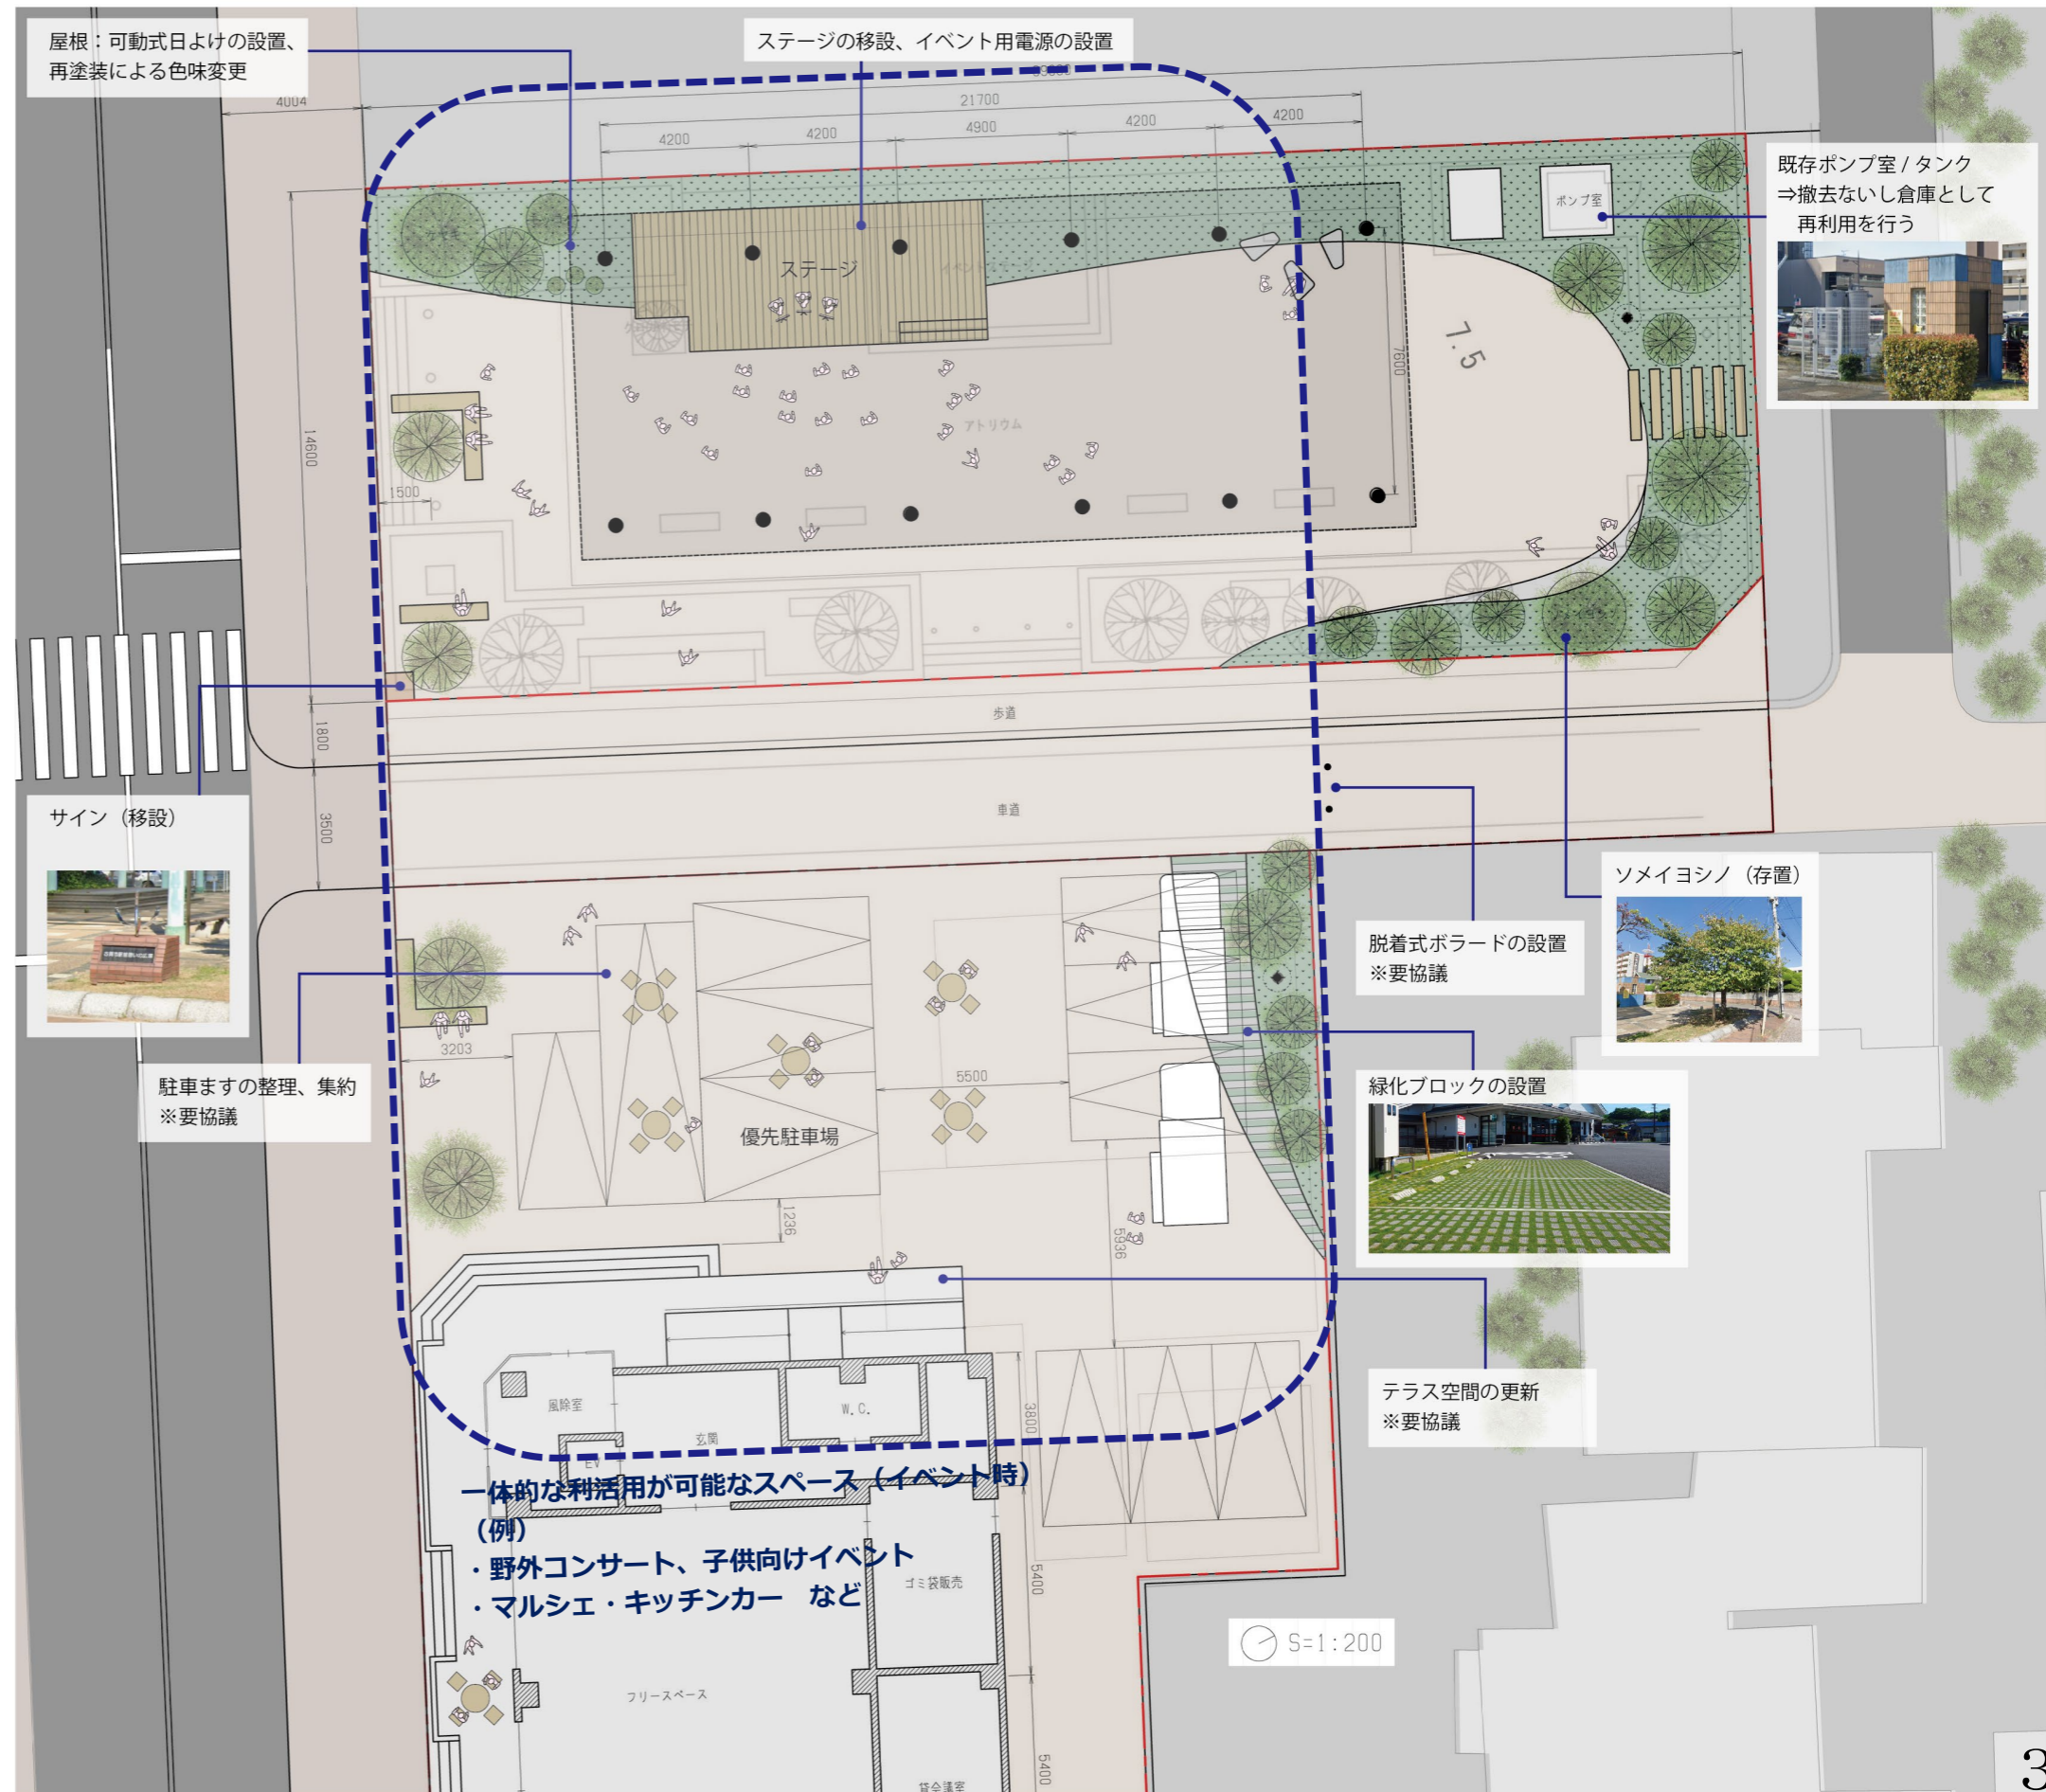 屋根：可動式日よけの設置、
再塗装による色味変更
ステージの移設、イベント用電源の設置
4004
21700
4200
4200
4900
4200
4200
既存ポンプ室 / タンク
⇒撤去ないし倉庫として
再利用を行う
ポンプ室
ステージ
7.5
7600
アトリウム
14600
1500
歩道
1800
車道
3500
サイン（移設）
ソメイヨシノ（存置）
脱着式ボラードの設置
※要協議
駐車ますの整理、集約
※要協議
3203
5500
優先駐車場
緑化ブロックの設置
1236
5936
テラス空間の更新
※要協議
風除室
W.C.
玄関
3800
EV
一体的な利活用が可能なスペース（イベント時）
（例）
・野外コンサート、子供向けイベント
・マルシェ・キッチンカー　など
ゴミ袋販売
5400
S=1:200
フリースペース
5400
貸会議室
3